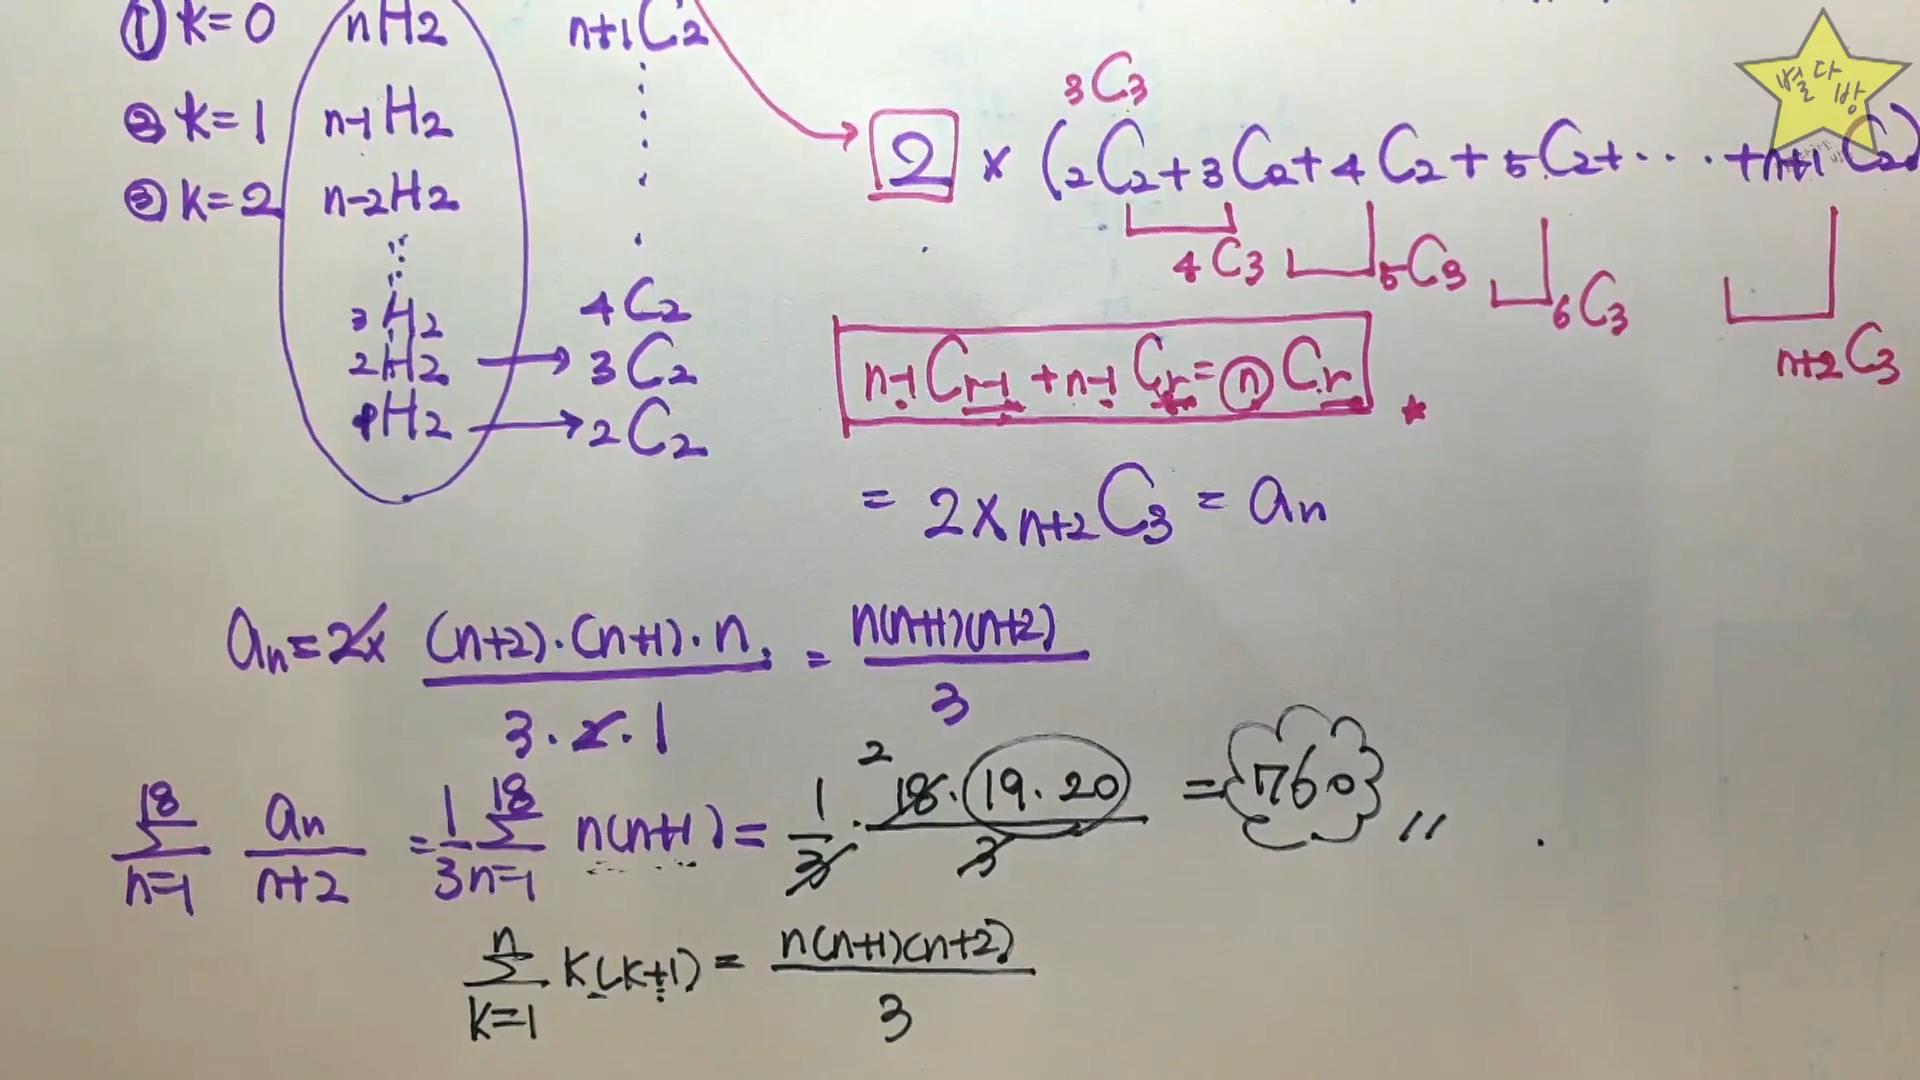 ① k=0 nH2 n+1C2
② k=1 n-1H2
③ k=2 n-2H2
3H2 4C2
2H2 → 3C2
1H2 → 2C2
3C3
2 × (2C2+3C2+4C2+5C2+···+n+1C2)
4C3 5C3 6C3 n+2C3
n-1Cr-1 + n-1Cr = nCr ★
= 2×n+2C3 = an
an = 2× (n+2)·(n+1)·n / 3·2·1 = n(n+1)(n+2) / 3
18 Σ n=1 an / n+2 = 1/3 18 Σ n=1 n(n+1) = 1/3 · 18·19·20 / 3 = 760 〃
2
n Σ k=1 k(k+1) = n(n+1)(n+2) / 3
별다방